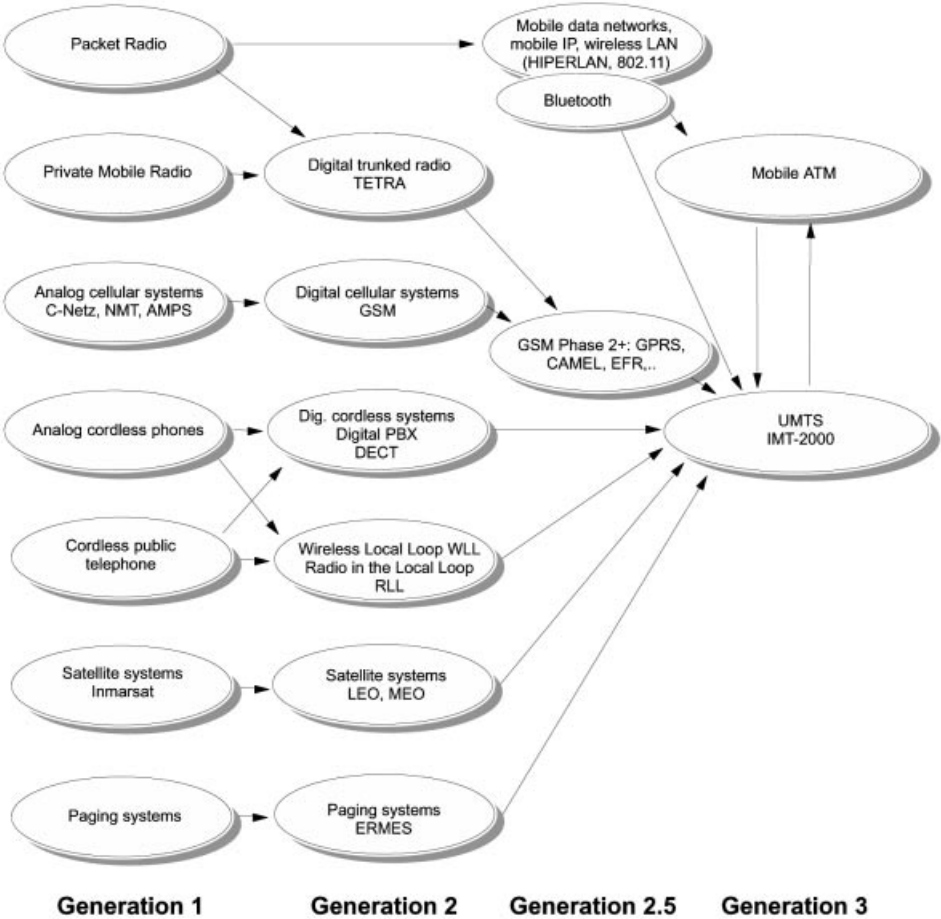 Packet Radio
Mobile data networks,
mobile IP, wireless LAN
(HIPERLAN, 802.11)
Bluetooth
Private Mobile Radio
Digital trunked radio
TETRA
Mobile ATM
Analog cellular systems
C-Netz, NMT, AMPS
Digital cellular systems
GSM
GSM Phase 2+: GPRS,
CAMEL, EFR,..
Analog cordless phones
Dig. cordless systems
Digital PBX
DECT
UMTS
IMT-2000
Cordless public
telephone
Wireless Local Loop WLL
Radio in the Local Loop
RLL
Satellite systems
Inmarsat
Satellite systems
LEO, MEO
Paging systems
Paging systems
ERMES
Generation 1
Generation 2
Generation 2.5
Generation 3